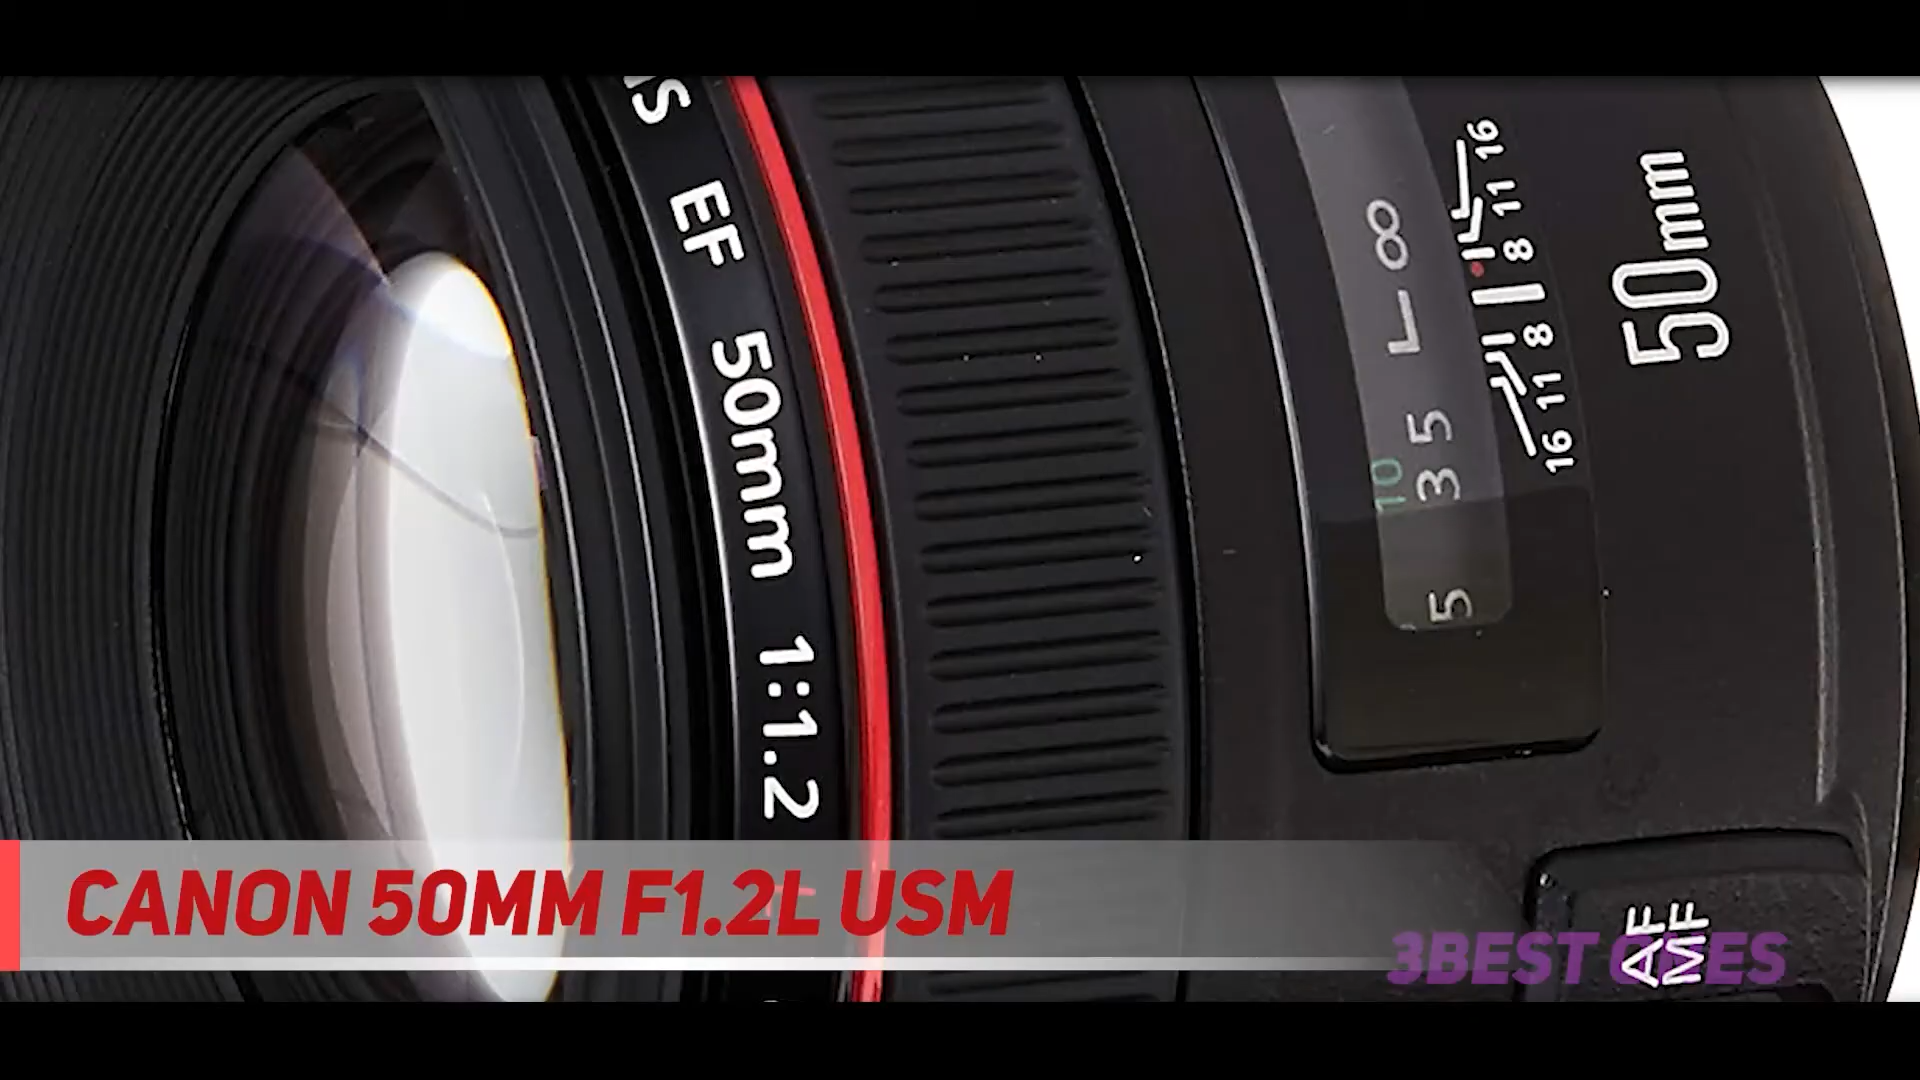 EF 50mm 1:1.2
∞ L
5 3 5
10
16 11 8 8 11 16
50mm
AF
MF
CANON 50MM F1.2L USM
3BEST ONES